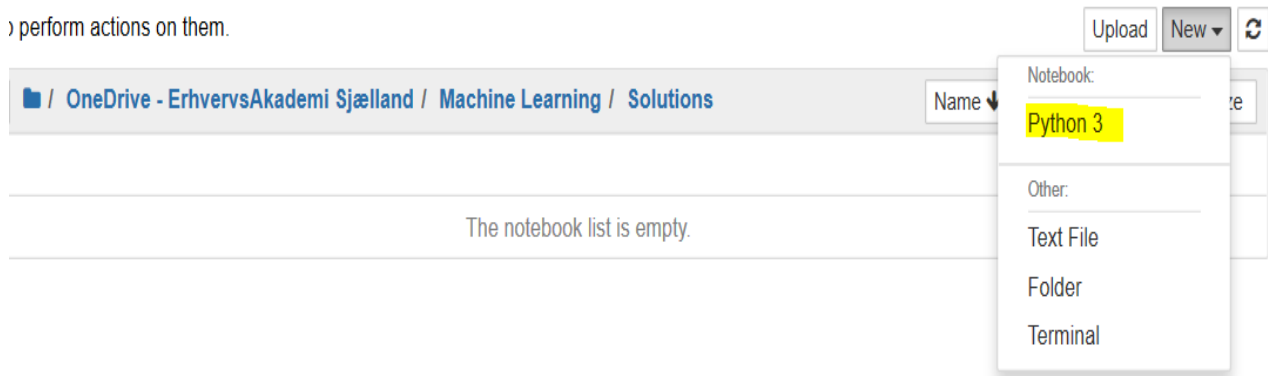 perform actions on them.
Upload New
/ OneDrive - ErhvervsAkademi Sjælland / Machine Learning / Solutions
Name
Notebook:
Python 3
Other:
The notebook list is empty.
Text File
Folder
Terminal